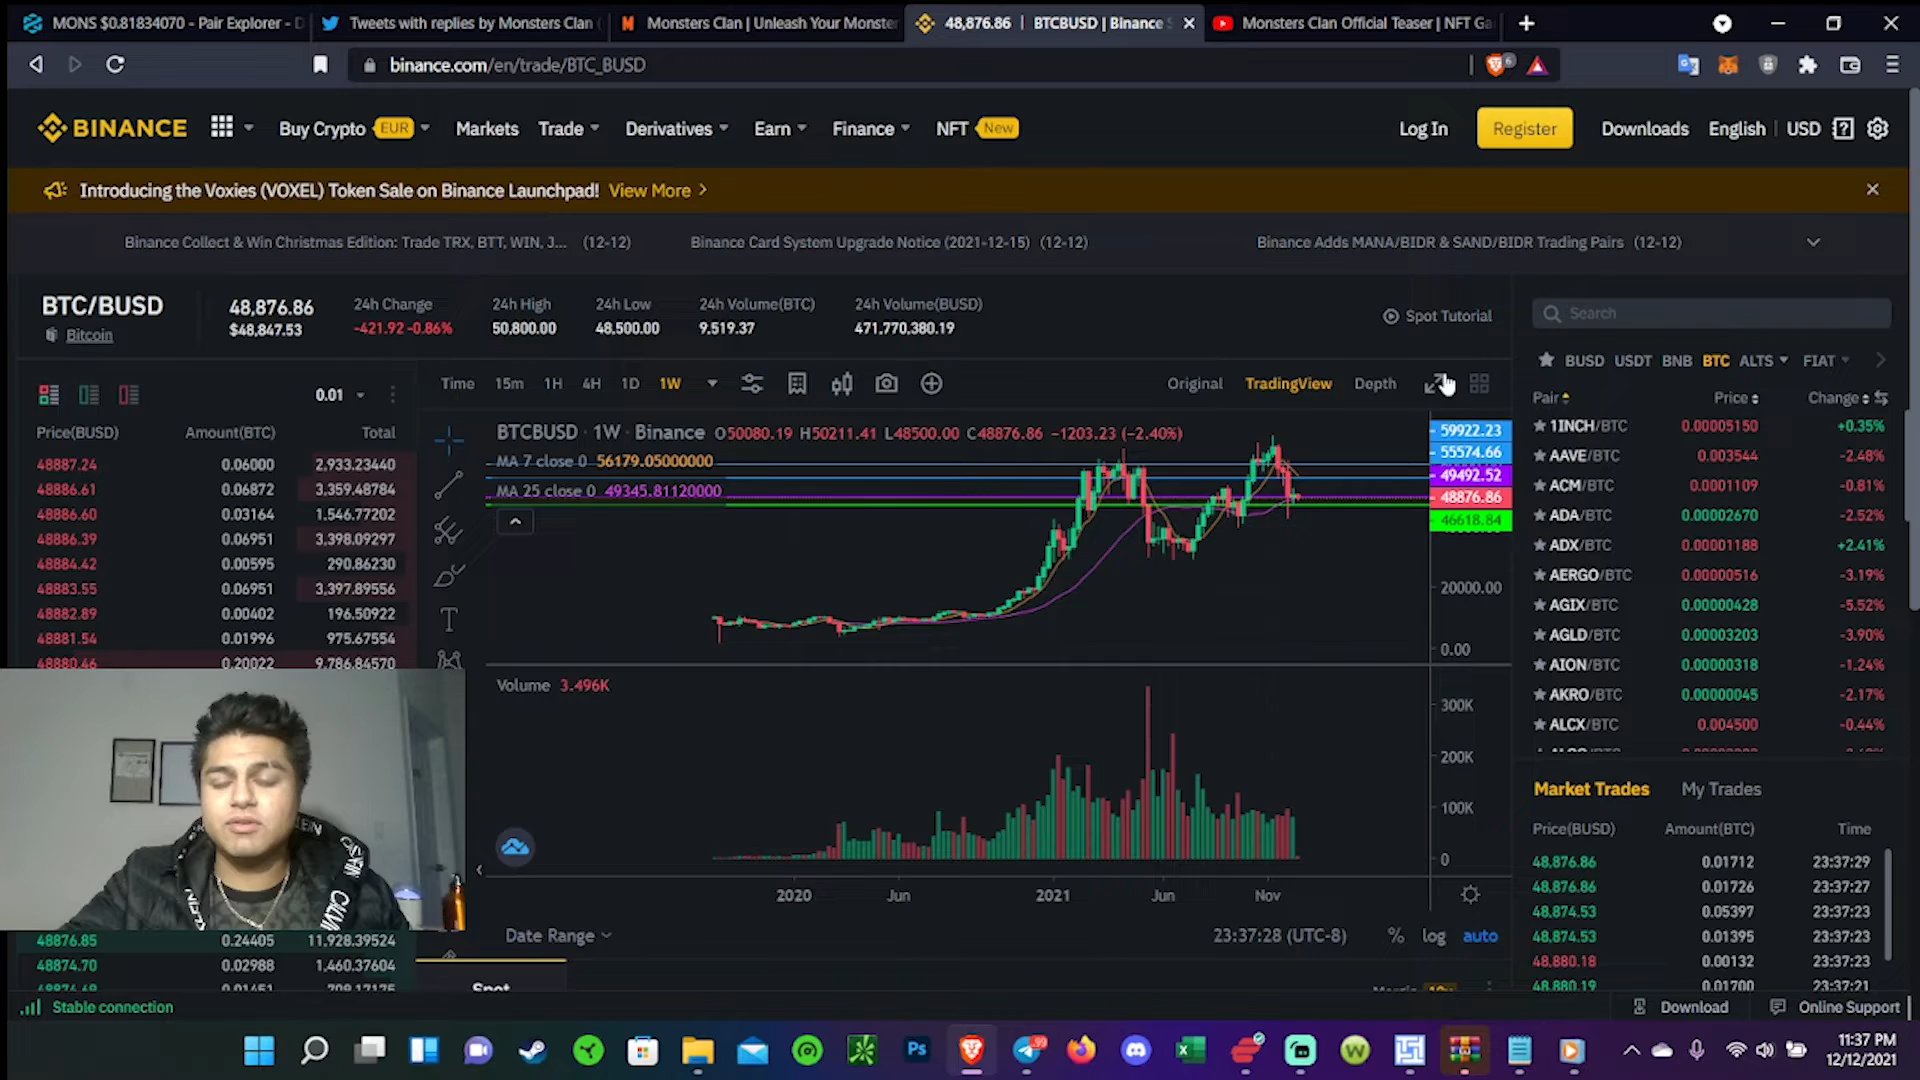 MONS $0.81834070 - Pair Explorer - D
Tweets with replies by Monsters Clan (
Monsters Clan | Unleash Your Monster
48,876.86 | BTCBUSD | Binance S
Monsters Clan Official Teaser | NFT Ga
binance.com/en/trade/BTC_BUSD
6
BINANCE
Buy Crypto EUR
Markets
Trade
Derivatives
Earn
Finance
NFT New
Log In
Register
Downloads
English
USD
Introducing the Voxies (VOXEL) Token Sale on Binance Launchpad! View More
Binance Collect & Win Christmas Edition: Trade TRX, BTT, WIN, J... (12-12)
Binance Card System Upgrade Notice (2021-12-15) (12-12)
Binance Adds MANA/BIDR & SAND/BIDR Trading Pairs (12-12)
BTC/BUSD
Bitcoin
48,876.86
$48,847.53
24h Change
-421.92 -0.86%
24h High
50,800.00
24h Low
48,500.00
24h Volume(BTC)
9,519.37
24h Volume(BUSD)
471,770,380.19
Spot Tutorial
0.01
Price(BUSD) Amount(BTC) Total
48887.24 0.06000 2,933.23440
48886.61 0.06872 3,359.48784
48886.60 0.03164 1,546.77202
48886.39 0.06951 3,398.09297
48884.42 0.00595 290.86230
48883.55 0.06951 3,397.89556
48882.89 0.00402 196.50922
48881.54 0.01996 975.67554
48880.46 0.20022 9,786.84570
48876.85 0.24405 11,928.39524
48874.70 0.02988 1,460.37604
Time 15m 1H 4H 1D 1W
Original TradingView Depth
BTCBUSD · 1W · Binance O50080.19 H50211.41 L48500.00 C48876.86 -1203.23 (-2.40%)
MA 7 close 0 56179.05000000
MA 25 close 0 49345.81120000
59922.23
55574.66
49492.52
48876.86
46618.84
20000.00
0.00
Volume 3.496K
300K
200K
100K
0
2020 Jun 2021 Jun Nov
Date Range
23:37:28 (UTC-8) % log auto
Spot
Search
BUSD USDT BNB BTC ALTS FIAT
Pair Price Change
1INCH/BTC 0.00005150 +0.35%
AAVE/BTC 0.003544 -2.48%
ACM/BTC 0.0001109 -0.81%
ADA/BTC 0.00002670 -2.52%
ADX/BTC 0.00001188 +2.41%
AERGO/BTC 0.00000516 -3.19%
AGIX/BTC 0.00000428 -5.52%
AGLD/BTC 0.00003203 -3.90%
AION/BTC 0.00000318 -1.24%
AKRO/BTC 0.00000045 -2.17%
ALCX/BTC 0.004500 -0.44%
Market Trades My Trades
Price(BUSD) Amount(BTC) Time
48,876.86 0.01712 23:37:29
48,876.86 0.01726 23:37:27
48,874.53 0.05397 23:37:23
48,874.53 0.01395 23:37:23
48,880.18 0.00132 23:37:23
48,880.19 0.01700 23:37:21
Stable connection
Download
Online Support
Ps
99
11:37 PM
12/12/2021